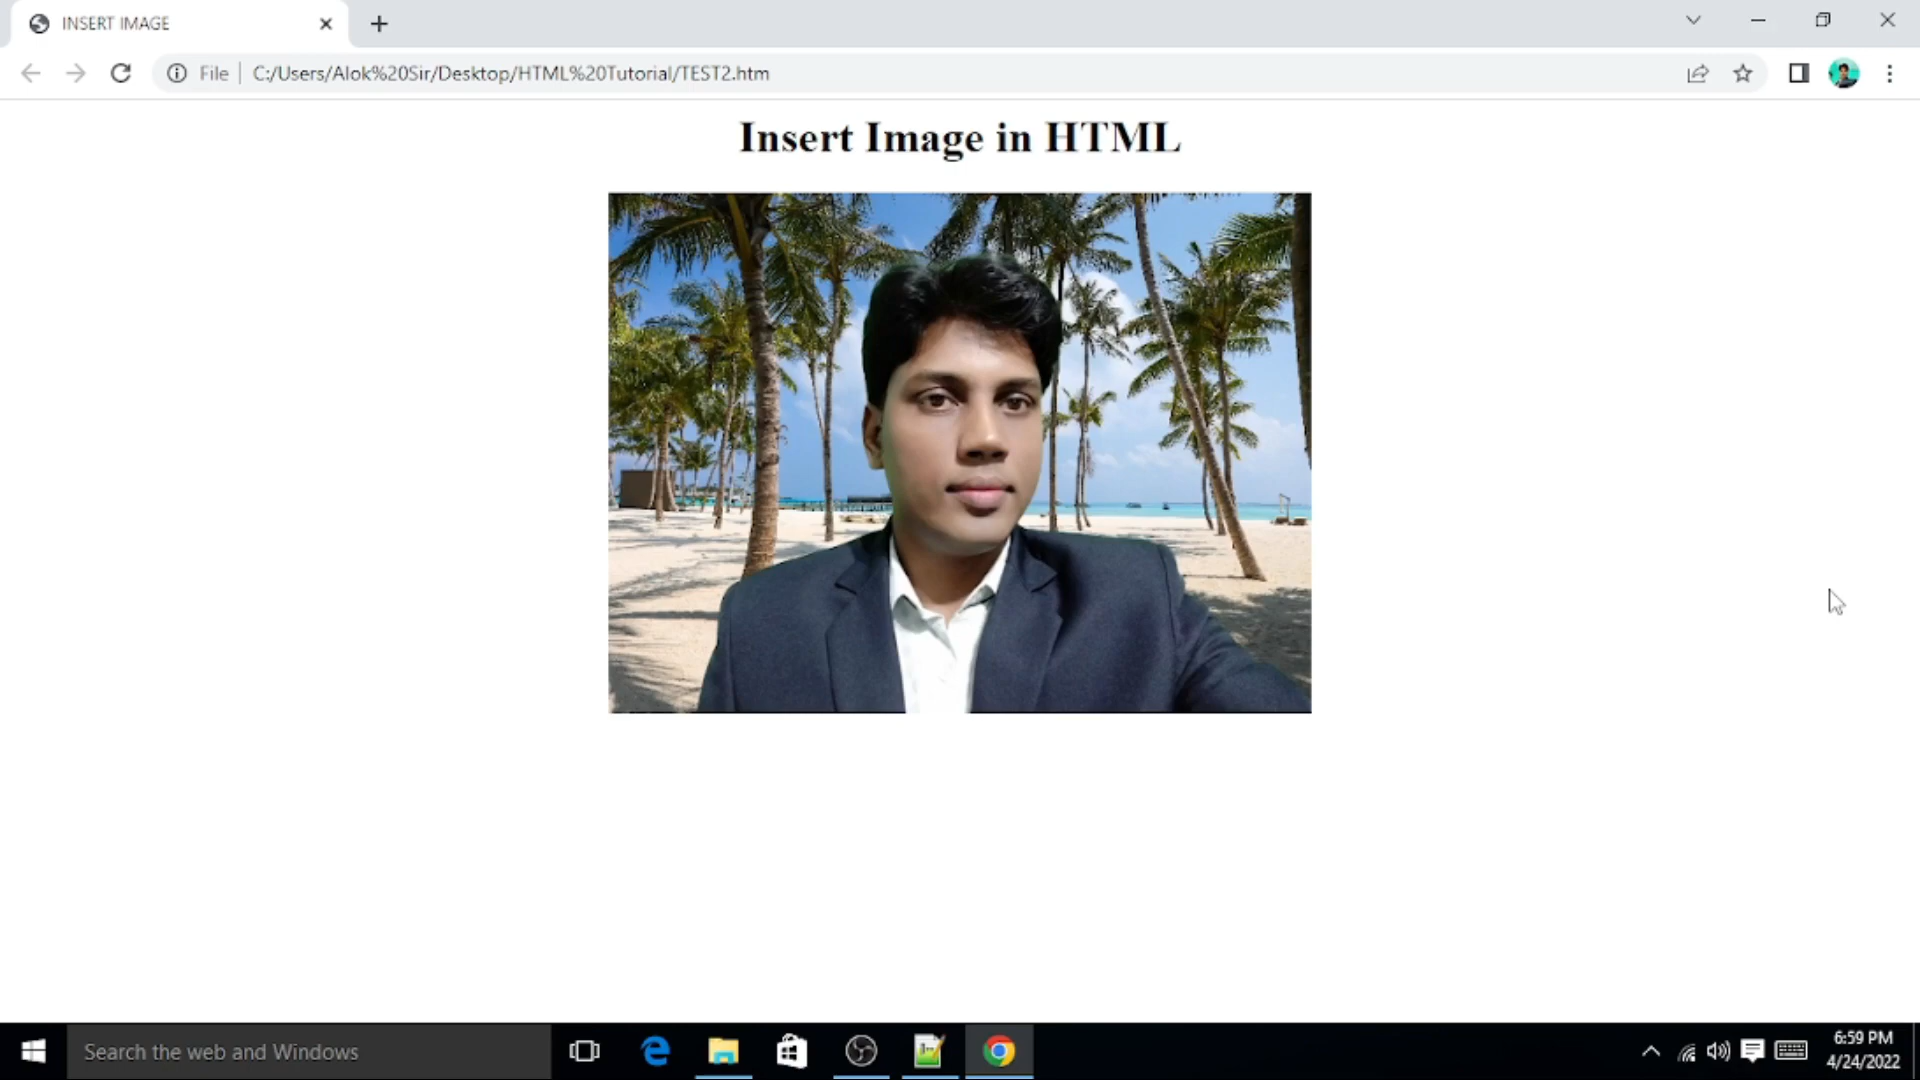 INSERT IMAGE
File
C:/Users/Alok%20Sir/Desktop/HTML%20Tutorial/TEST2.htm
Insert Image in HTML
Search the web and Windows
6:59 PM
4/24/2022